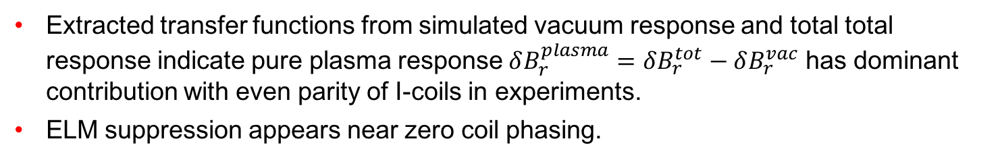 • Extracted transfer functions from simulated vacuum response and total total
response indicate pure plasma response $\delta B_r^{plasma} = \delta B_r^{tot} - \delta B_r^{vac}$ has dominant
contribution with even parity of I-coils in experiments.
• ELM suppression appears near zero coil phasing.